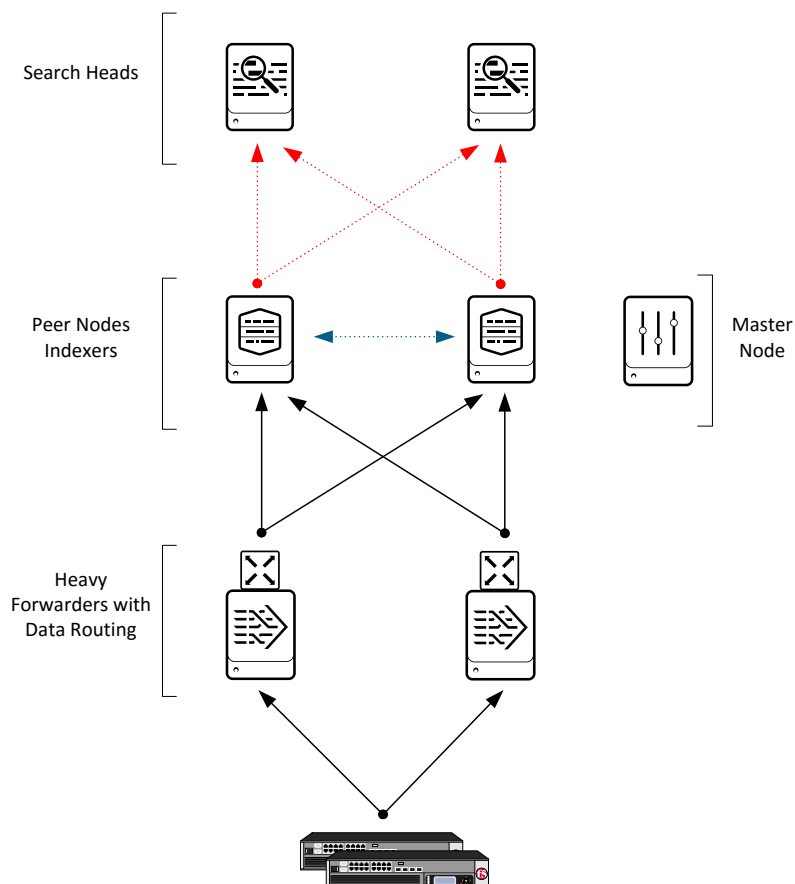 Search Heads
Peer Nodes
Indexers
Master
Node
Heavy
Forwarders with
Data Routing